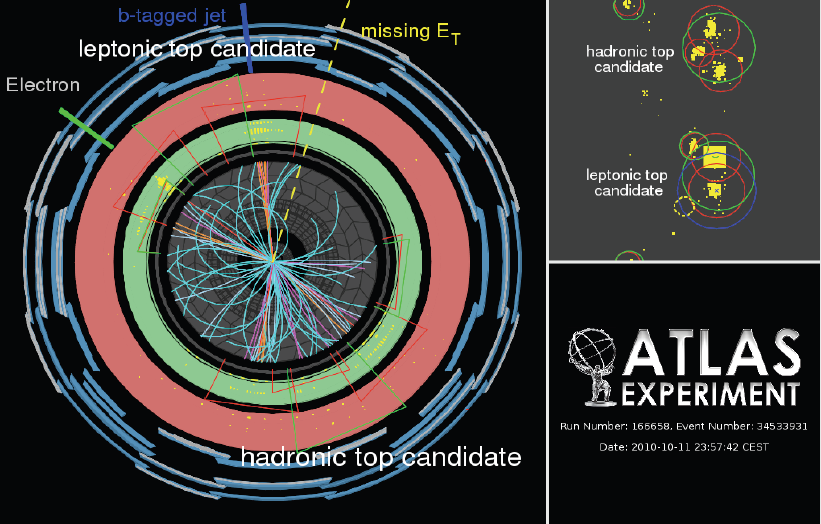 b-tagged jet
leptonic top candidate
missing E_T
Electron
hadronic top candidate
hadronic top
candidate
leptonic top
candidate
ATLAS
EXPERIMENT
Run Number: 166658, Event Number: 34533931
Date: 2010-10-11 23:57:42 CEST